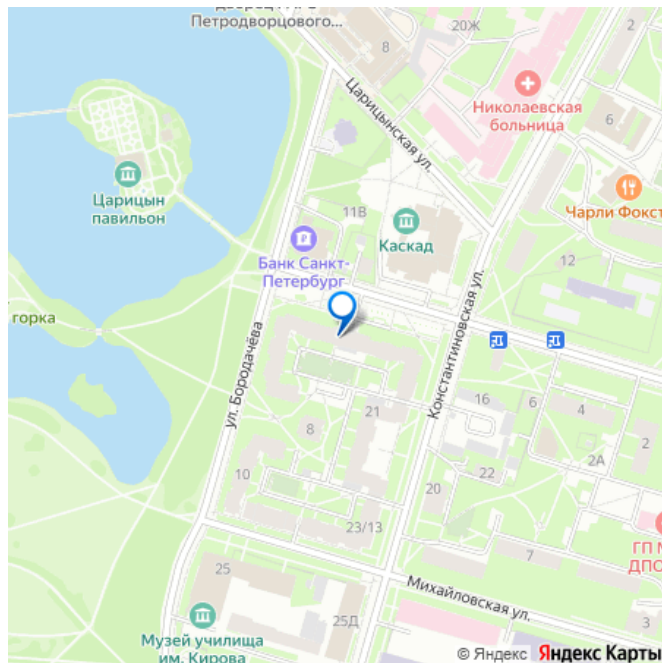 Петродворцового...
20Ж
2
8
Николаевская
больница
6
Царицынская ул.
Царицын
павильон
11В
Каскад
Чарли Фокст
Банк Санкт-
Петербург
12
горка
ул. Бородачёва
Константиновская ул.
16
6
4
21
8
2
2А
10
22
20
23/13
ГП М
ДПО
7
25
Михайловская ул.
25Д
3
Музей училища
им. Кирова
© Яндекс Яндекс Карты